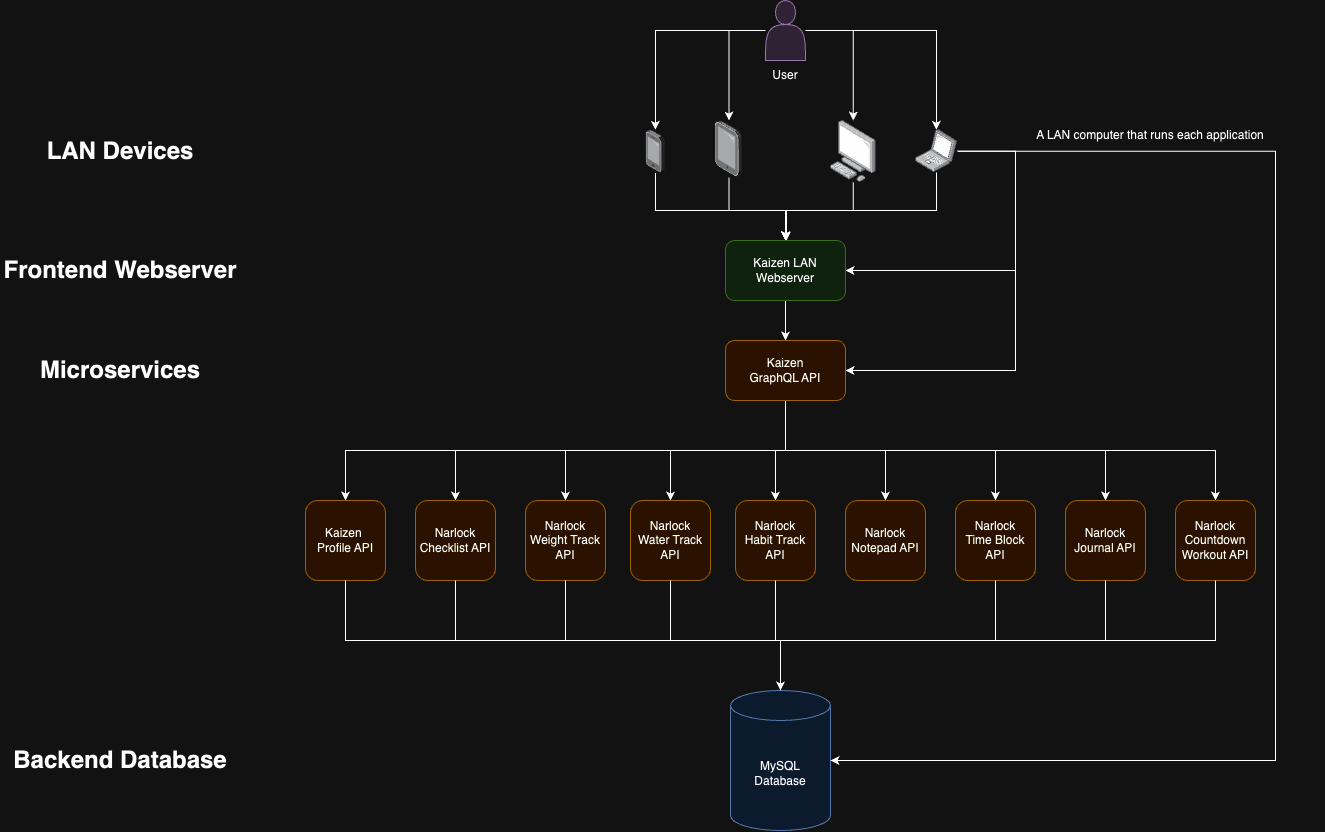 User
A LAN computer that runs each application
LAN Devices
Frontend Webserver
Kaizen LAN
Webserver
Microservices
Kaizen
GraphQL API
Kaizen
Profile API
Narlock
Checklist API
Narlock
Weight Track
API
Narlock
Water Track
API
Narlock
Habit Track
API
Narlock
Notepad API
Narlock
Time Block
API
Narlock
Journal API
Narlock
Countdown
Workout API
Backend Database
MySQL
Database